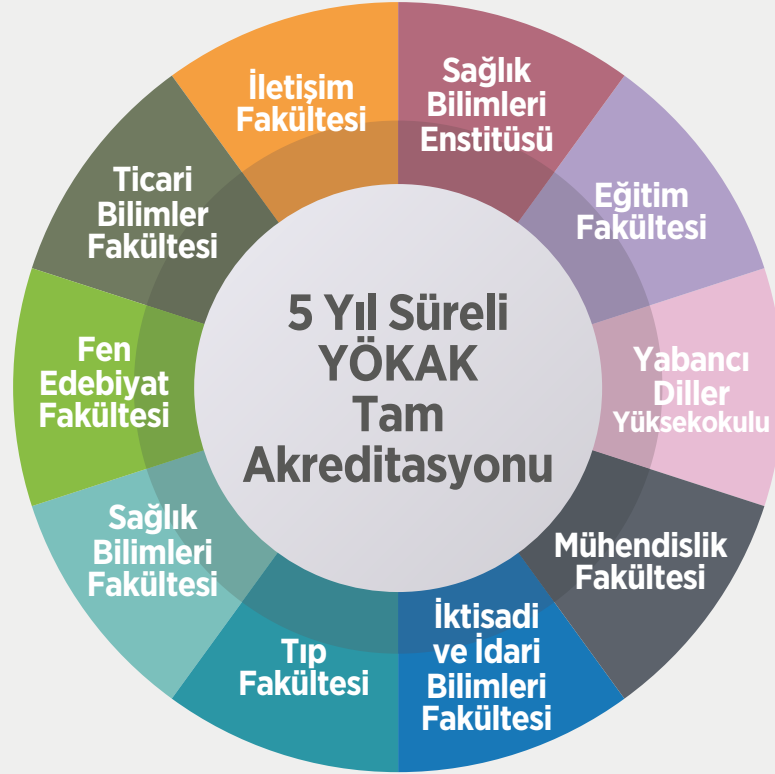 5 Yıl Süreli
YÖKAK
Tam
Akreditasyonu
Sağlık
Bilimleri
Enstitüsü
Eğitim
Fakültesi
Yabancı
Diller
Yüksekokulu
Mühendislik
Fakültesi
İktisadi
ve İdari
Bilimleri
Fakültesi
Tıp
Fakültesi
Sağlık
Bilimleri
Fakültesi
Fen
Edebiyat
Fakültesi
Ticari
Bilimler
Fakültesi
İletişim
Fakültesi